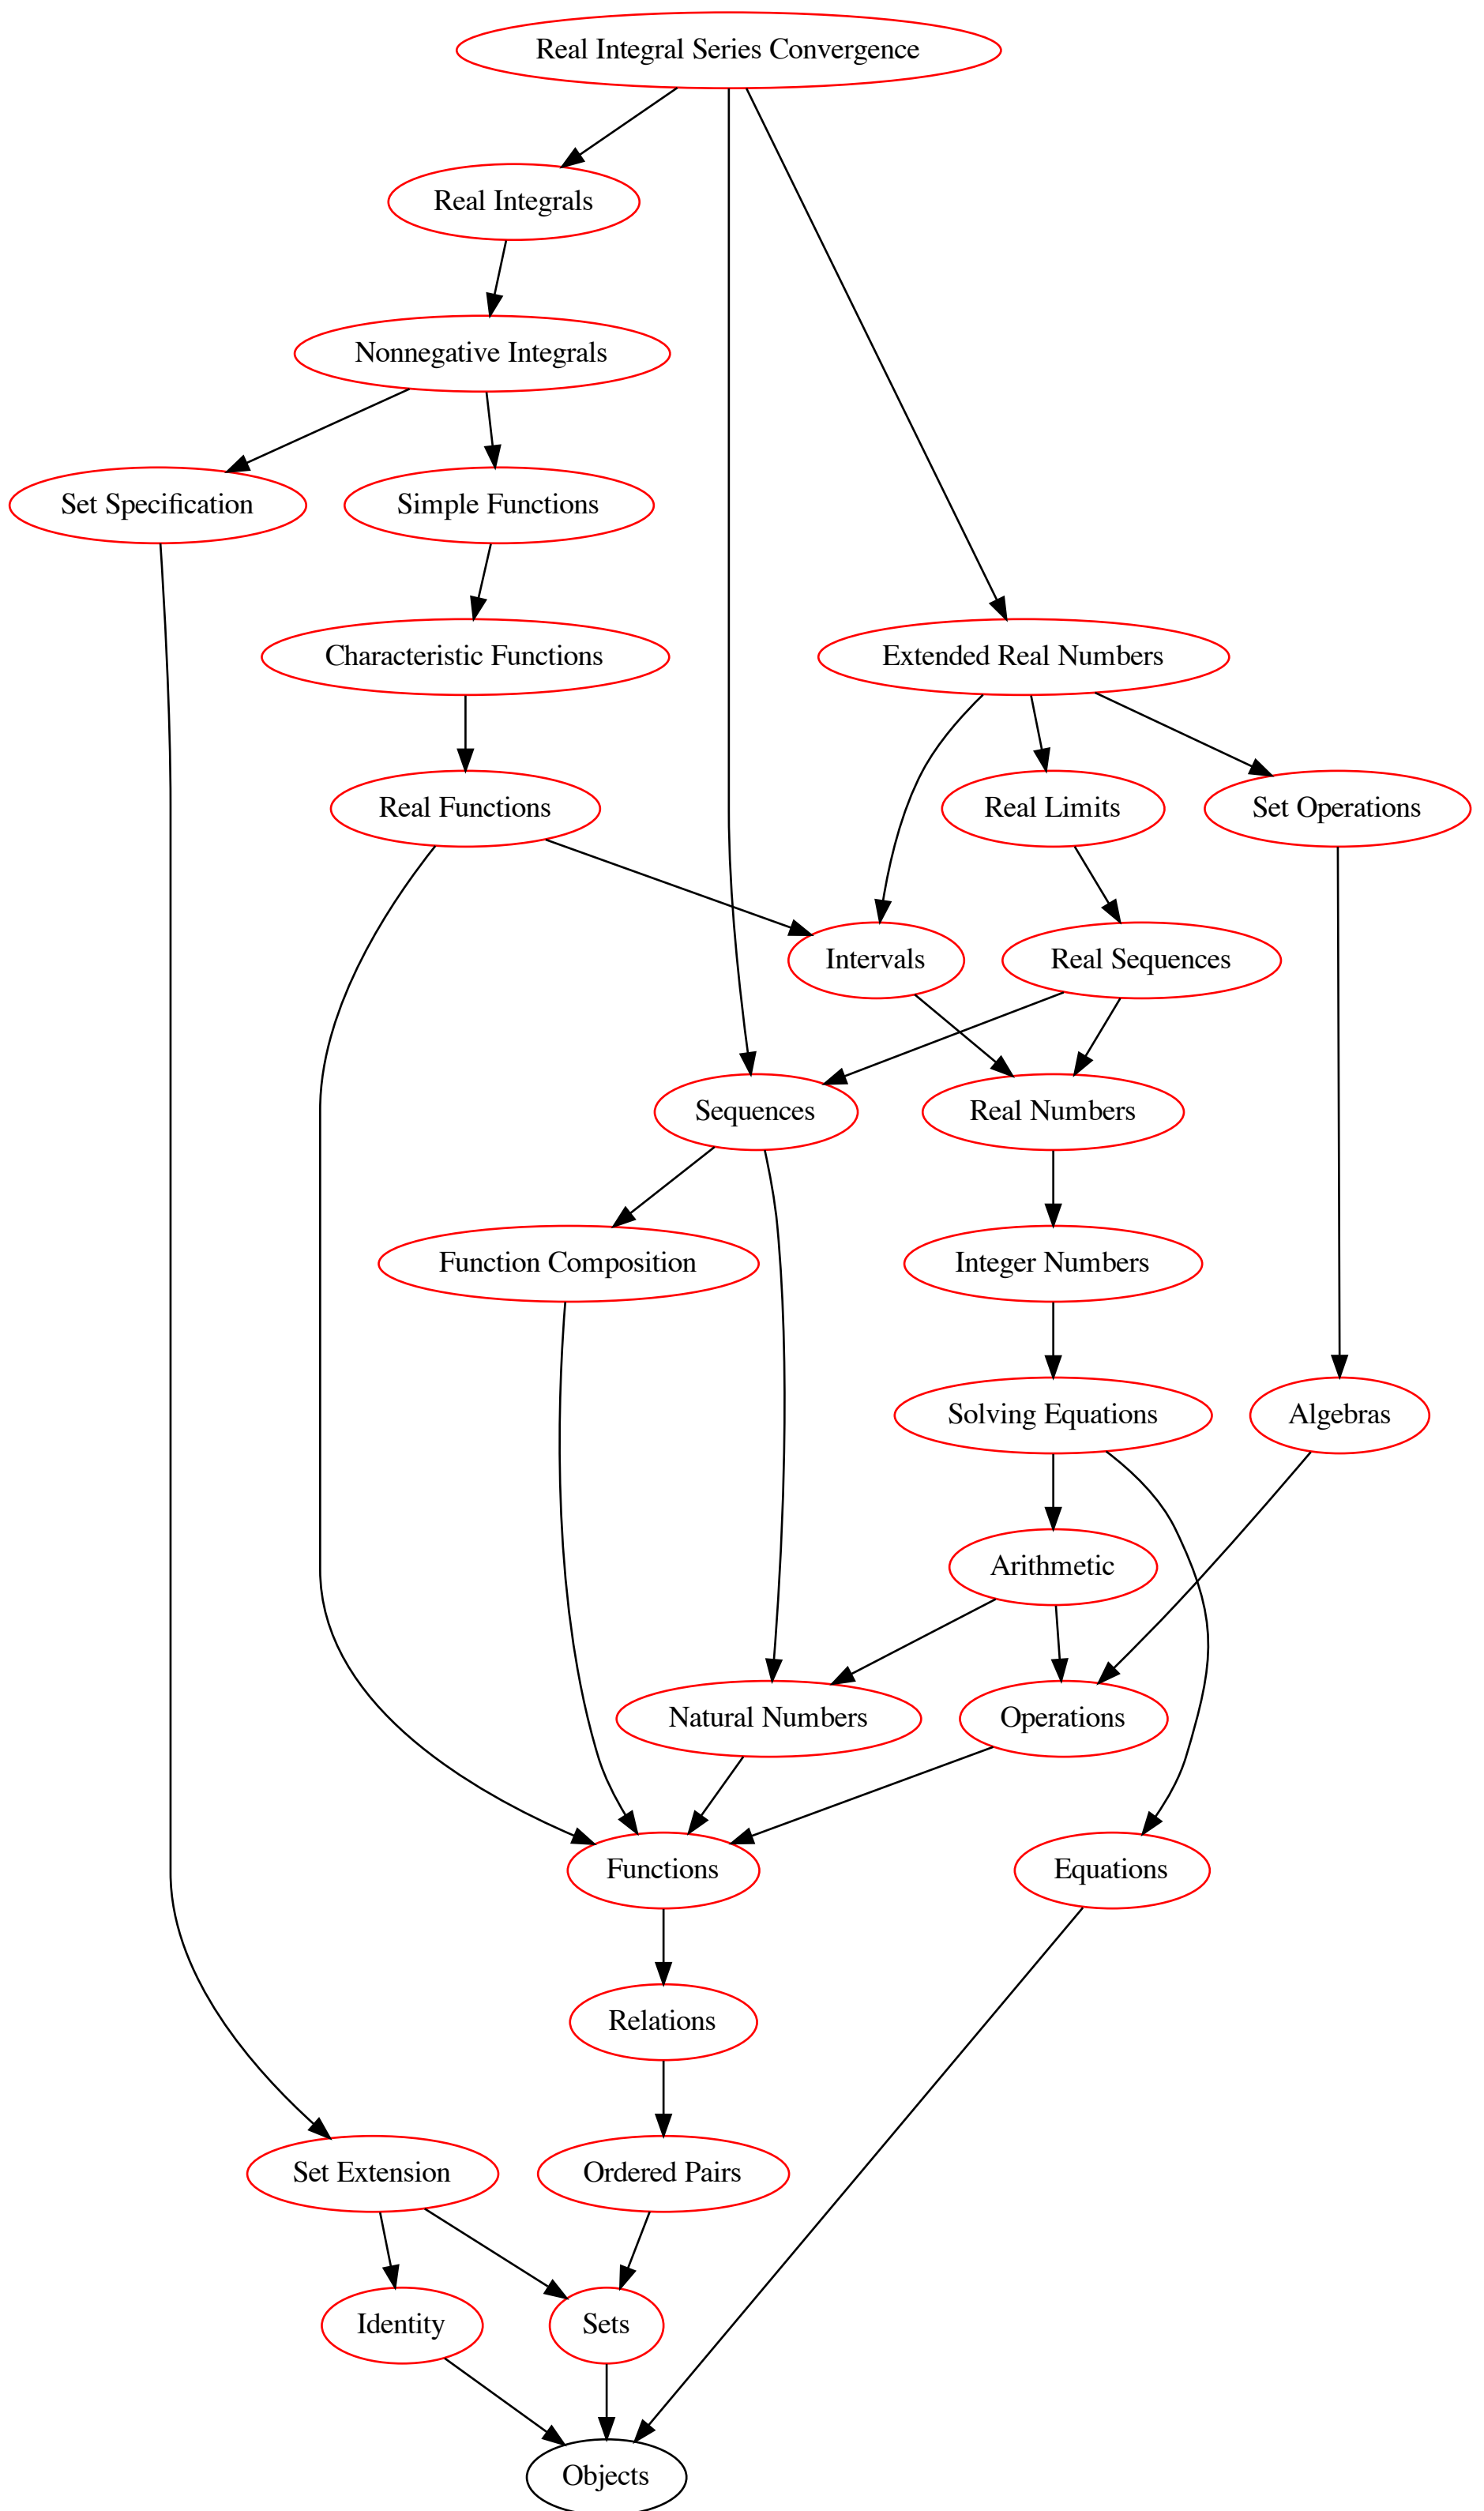 Real Integral Series Convergence
Real Integrals
Nonnegative Integrals
Set Specification
Simple Functions
Characteristic Functions
Extended Real Numbers
Real Functions
Real Limits
Set Operations
Intervals
Real Sequences
Sequences
Real Numbers
Function Composition
Integer Numbers
Solving Equations
Algebras
Arithmetic
Natural Numbers
Operations
Functions
Equations
Relations
Set Extension
Ordered Pairs
Identity
Sets
Objects